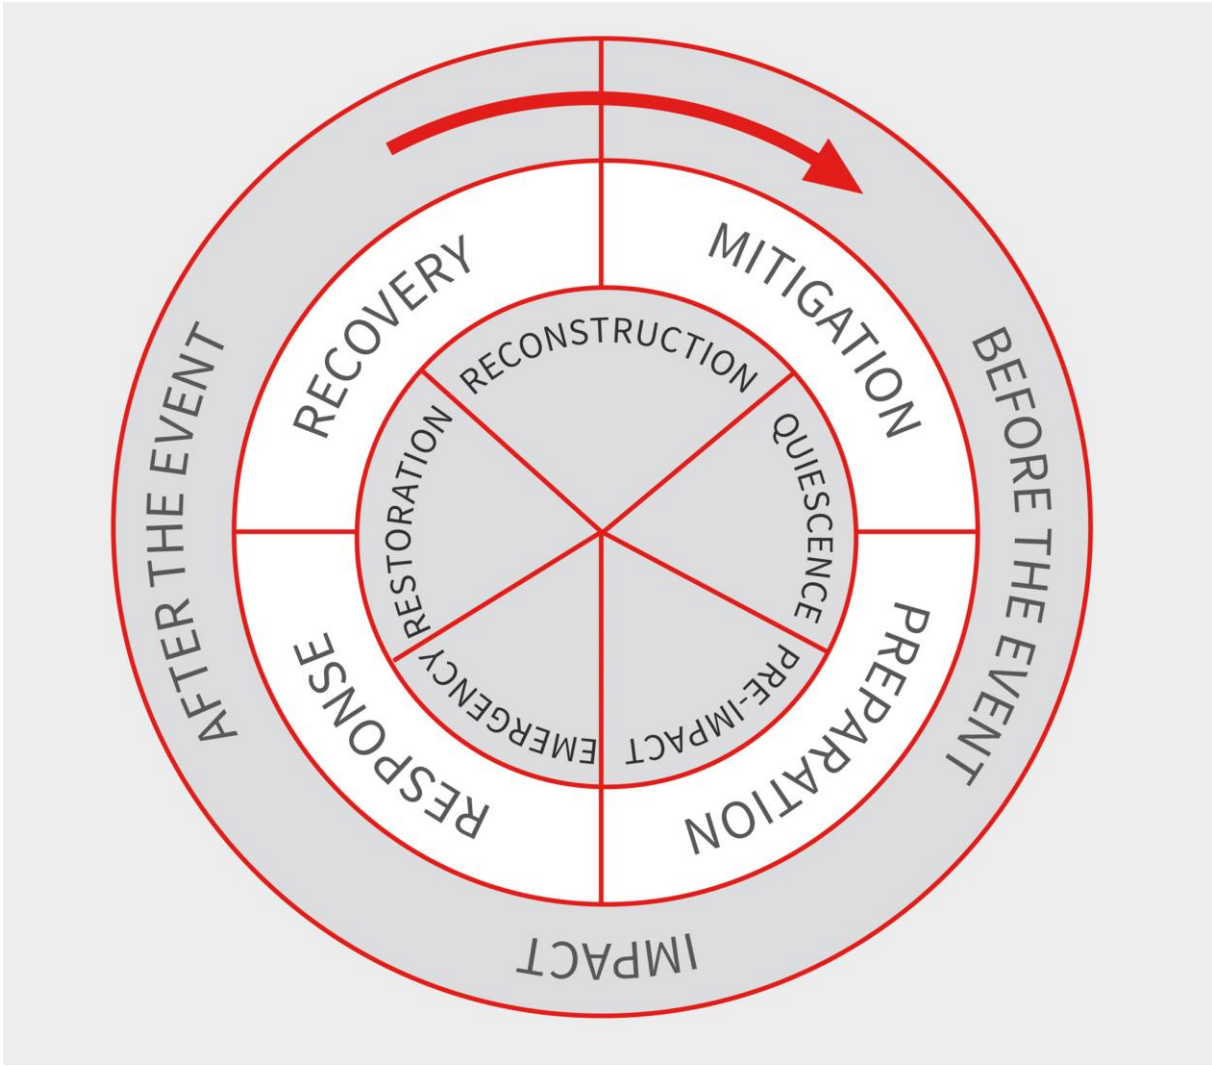 AFTER THE EVENT
BEFORE THE EVENT
IMPACT
RECOVERY
MITIGATION
PREPARATION
RESPONSE
RECONSTRUCTION
QUIESCENCE
PRE-IMPACT
EMERGENCY
RESTORATION